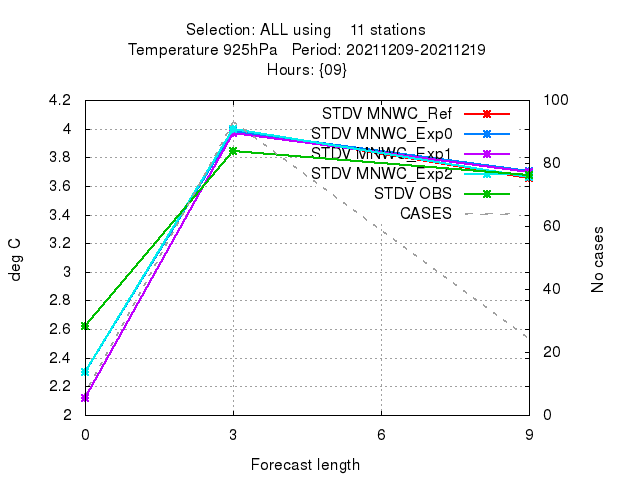 Selection: ALL using    11 stations
Temperature 925hPa   Period: 20211209-20211219
Hours: {09}
4.2
4
3.8
3.6
3.4
3.2
3
2.8
2.6
2.4
2.2
2
deg C
STDV MNWC_Ref
STDV MNWC_Exp0
STDV MNWC_Exp1
STDV MNWC_Exp2
STDV OBS
CASES
100
80
60
40
20
0
No cases
0 3 6 9
Forecast length